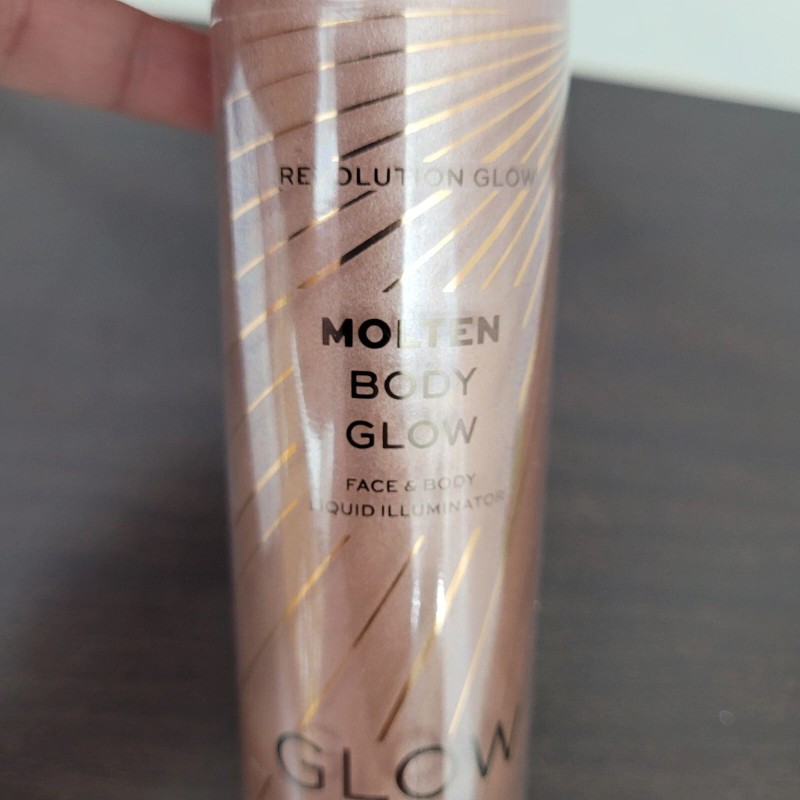 REVOLUTION GLOW
MOLTEN
BODY
GLOW
FACE & BODY
LIQUID ILLUMINATOR
GLOW